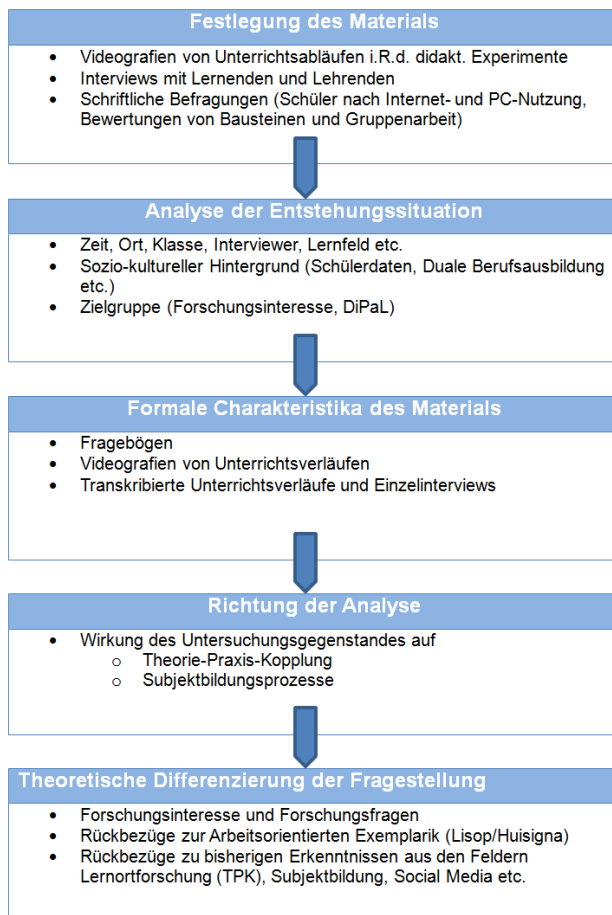 Festlegung des Materials
• Videografien von Unterrichtsabläufen i.R.d. didakt. Experimente
• Interviews mit Lernenden und Lehrenden
• Schriftliche Befragungen (Schüler nach Internet- und PC-Nutzung,
Bewertungen von Bausteinen und Gruppenarbeit)
Analyse der Entstehungssituation
• Zeit, Ort, Klasse, Interviewer, Lernfeld etc.
• Sozio-kultureller Hintergrund (Schülerdaten, Duale Berufsausbildung
etc.)
• Zielgruppe (Forschungsinteresse, DiPaL)
Formale Charakteristika des Materials
• Fragebögen
• Videografien von Unterrichtsverläufen
• Transkribierte Unterrichtsverläufe und Einzelinterviews
Richtung der Analyse
• Wirkung des Untersuchungsgegenstandes auf
o Theorie-Praxis-Kopplung
o Subjektbildungsprozesse
Theoretische Differenzierung der Fragestellung
• Forschungsinteresse und Forschungsfragen
• Rückbezüge zur Arbeitsorientierten Exemplarik (Lisop/Huisigna)
• Rückbezüge zu bisherigen Erkenntnissen aus den Feldern
Lernortforschung (TPK), Subjektbildung, Social Media etc.